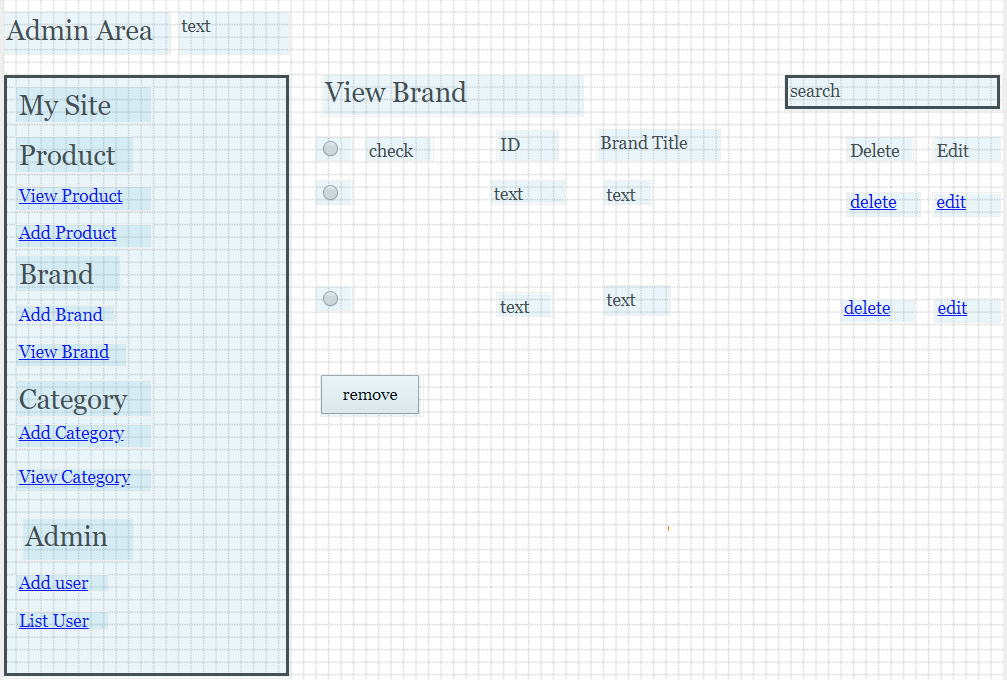 Admin Area text
My Site
Product
View Product
Add Product
Brand
Add Brand
View Brand
Category
Add Category
View Category
Admin
Add user
List User
View Brand search
check ID Brand Title Delete Edit
text text delete edit
text text delete edit
remove